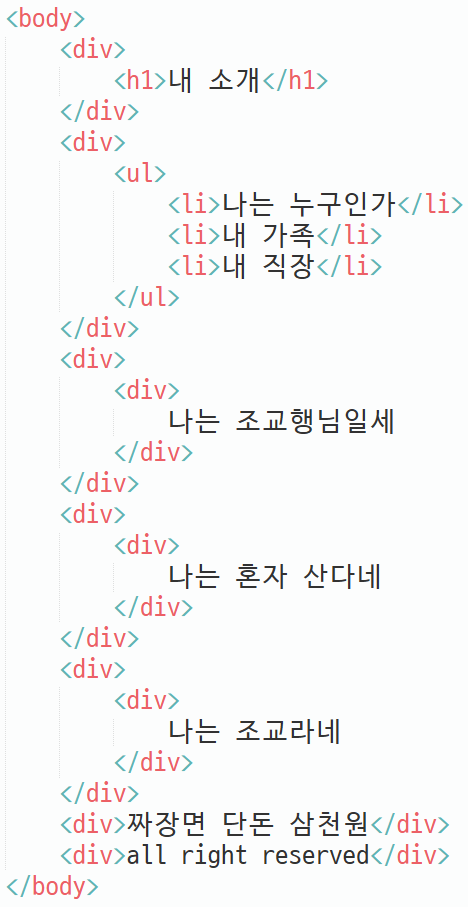 <body>
<div>
<h1>내 소개</h1>
</div>
<div>
<ul>
<li>나는 누구인가</li>
<li>내 가족</li>
<li>내 직장</li>
</ul>
</div>
<div>
<div>
나는 조교행님일세
</div>
</div>
<div>
<div>
나는 혼자 산다네
</div>
</div>
<div>
<div>
나는 조교라네
</div>
</div>
<div>짜장면 단돈 삼천원</div>
<div>all right reserved</div>
</body>